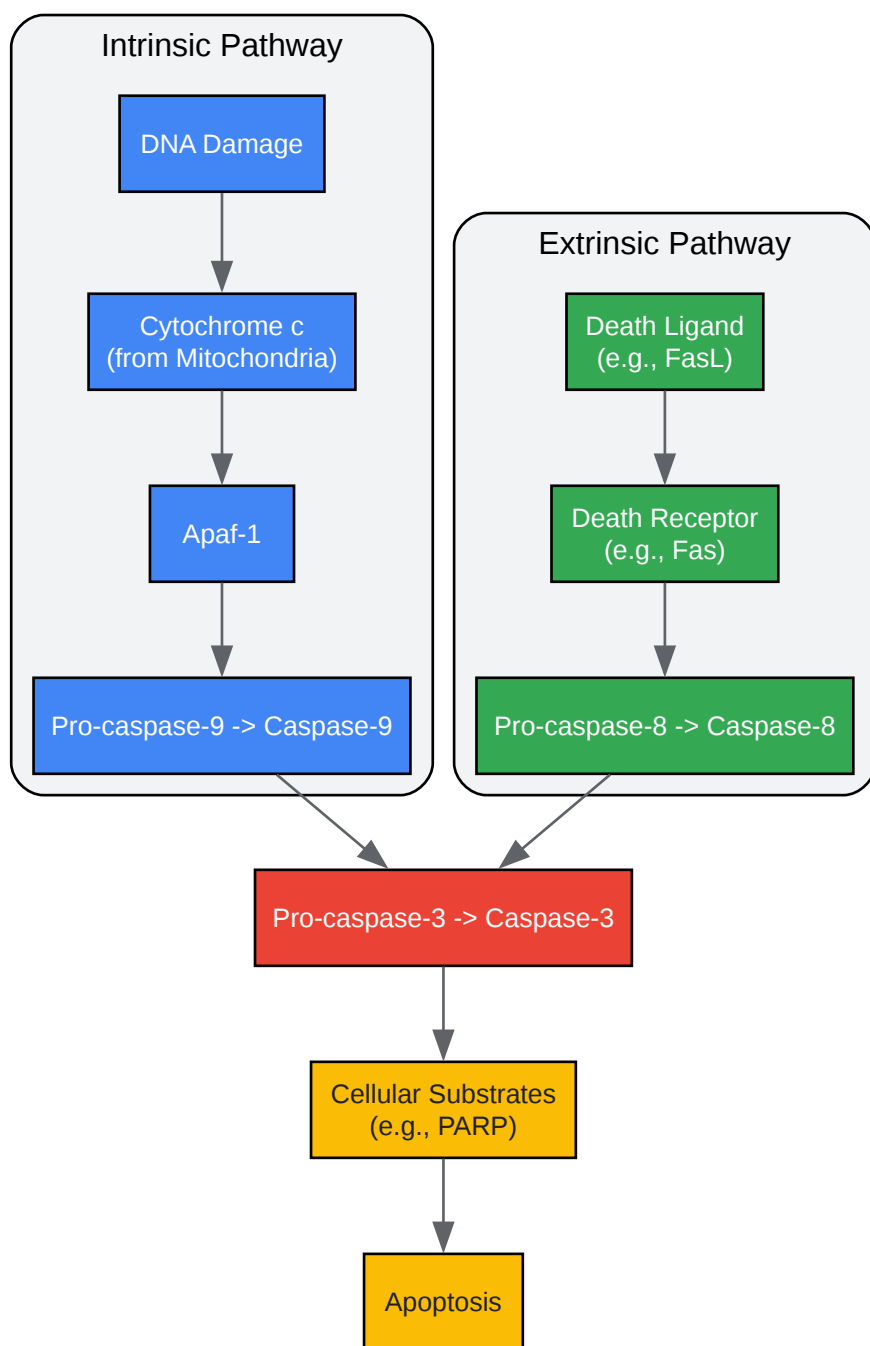 Intrinsic Pathway
DNA Damage
Cytochrome c
(from Mitochondria)
Apaf-1
Pro-caspase-9 -> Caspase-9
Extrinsic Pathway
Death Ligand
(e.g., FasL)
Death Receptor
(e.g., Fas)
Pro-caspase-8 -> Caspase-8
Pro-caspase-3 -> Caspase-3
Cellular Substrates
(e.g., PARP)
Apoptosis